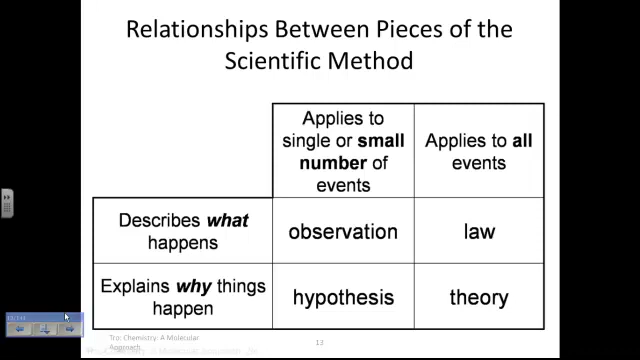 Relationships Between Pieces of the
Scientific Method
Applies to
single or small
number of
events
Applies to all
events
Describes what
happens
observation
law
Explains why things
happen
hypothesis
theory
Tro: Chemistry: A Molecular
Approach
13